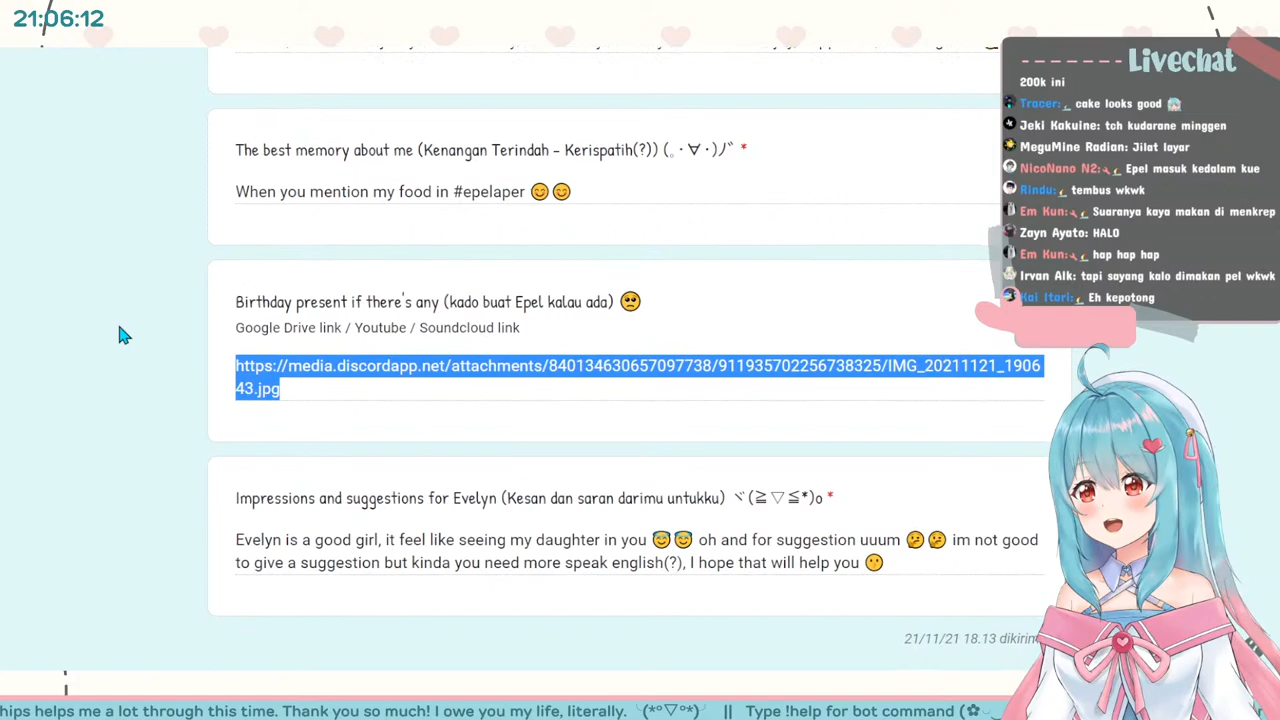 21:06:12
The best memory about me (Kenangan Terindah - Kerispatih(?)) (｡・∀・)ﾉﾞ *
When you mention my food in #epelaper 😊😊
Birthday present if there's any (kado buat Epel kalau ada) 🥺
Google Drive link / Youtube / Soundcloud link
https://media.discordapp.net/attachments/840134630657097738/911935702256738325/IMG_20211121_1906
43.jpg
Impressions and suggestions for Evelyn (Kesan dan saran darimu untukku) ヾ(≧▽≦*)o *
Evelyn is a good girl, it feel like seeing my daughter in you 😇😇 oh and for suggestion uuum 🤔🤔 im not good
to give a suggestion but kinda you need more speak english(?), I hope that will help you 😶
21/11/21 18.13 dikirim
Livechat
200k ini
Tracer: cake looks good
Jeki Kakuine: tch kudarane minggen
MeguMine Radian: Jilat layar
NicoNano N2: Epel masuk kedalam kue
Rindu: tembus wkwk
Em Kun: Suaranya kaya makan di menkrep
Zayn Ayato: HALO
Em Kun: hap hap hap
Irvan Alk: tapi sayang kalo dimakan pel wkwk
Kai Itari: Eh kepotong
hips helps me a lot through this time. Thank you so much! I owe you my life, literally. ╰(*°▽°*)╯ || Type !help for bot command (✿◡